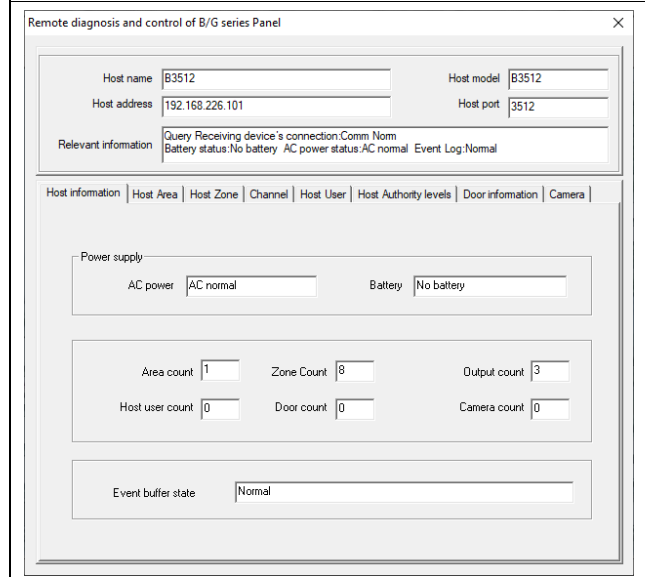 Remote diagnosis and control of B/G series Panel
Host name B3512 Host model B3512
Host address 192.168.226.101 Host port 3512
Relevant information Query Receiving device's connection:Comm Norm
Battery status:No battery AC power status:AC normal Event Log:Normal
Host information Host Area Host Zone Channel Host User Host Authority levels Door information Camera
Power supply
AC power AC normal Battery No battery
Area count 1 Zone Count 8 Output count 3
Host user count 0 Door count 0 Camera count 0
Event buffer state Normal